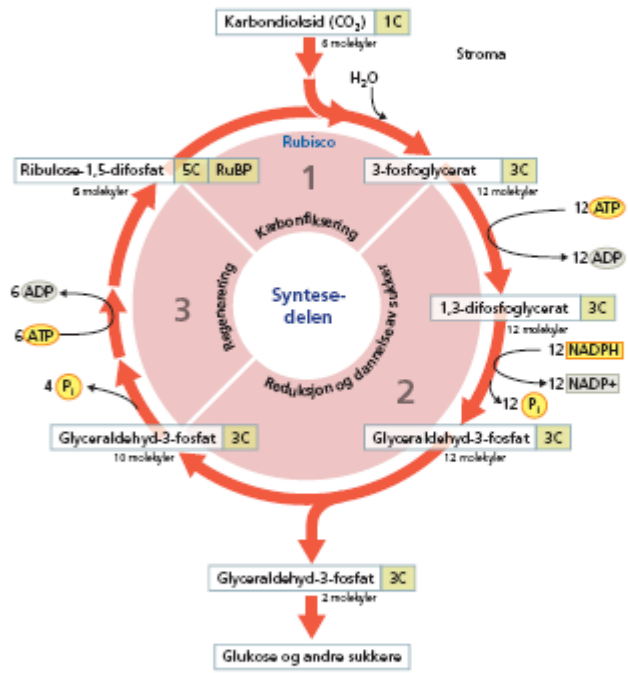 Karbondioksid (CO₂) 1C
6 molekyler
Stroma
H₂O
Rubisco
Ribulose-1,5-difosfat 5C RuBP
6 molekyler
1
3-fosfoglycerat 3C
12 molekyler
Karbonfiksering
12 ATP
12 ADP
6 ADP
6 ATP
3
Regenerering
Syntese-
delen
1,3-difosfoglycerat 3C
12 molekyler
12 NADPH
12 NADP+
12 Pi
Reduksjon og dannelse av sukker
2
4 Pi
Glyceraldehyd-3-fosfat 3C
10 molekyler
Glyceraldehyd-3-fosfat 3C
12 molekyler
Glyceraldehyd-3-fosfat 3C
2 molekyler
Glukose og andre sukkere